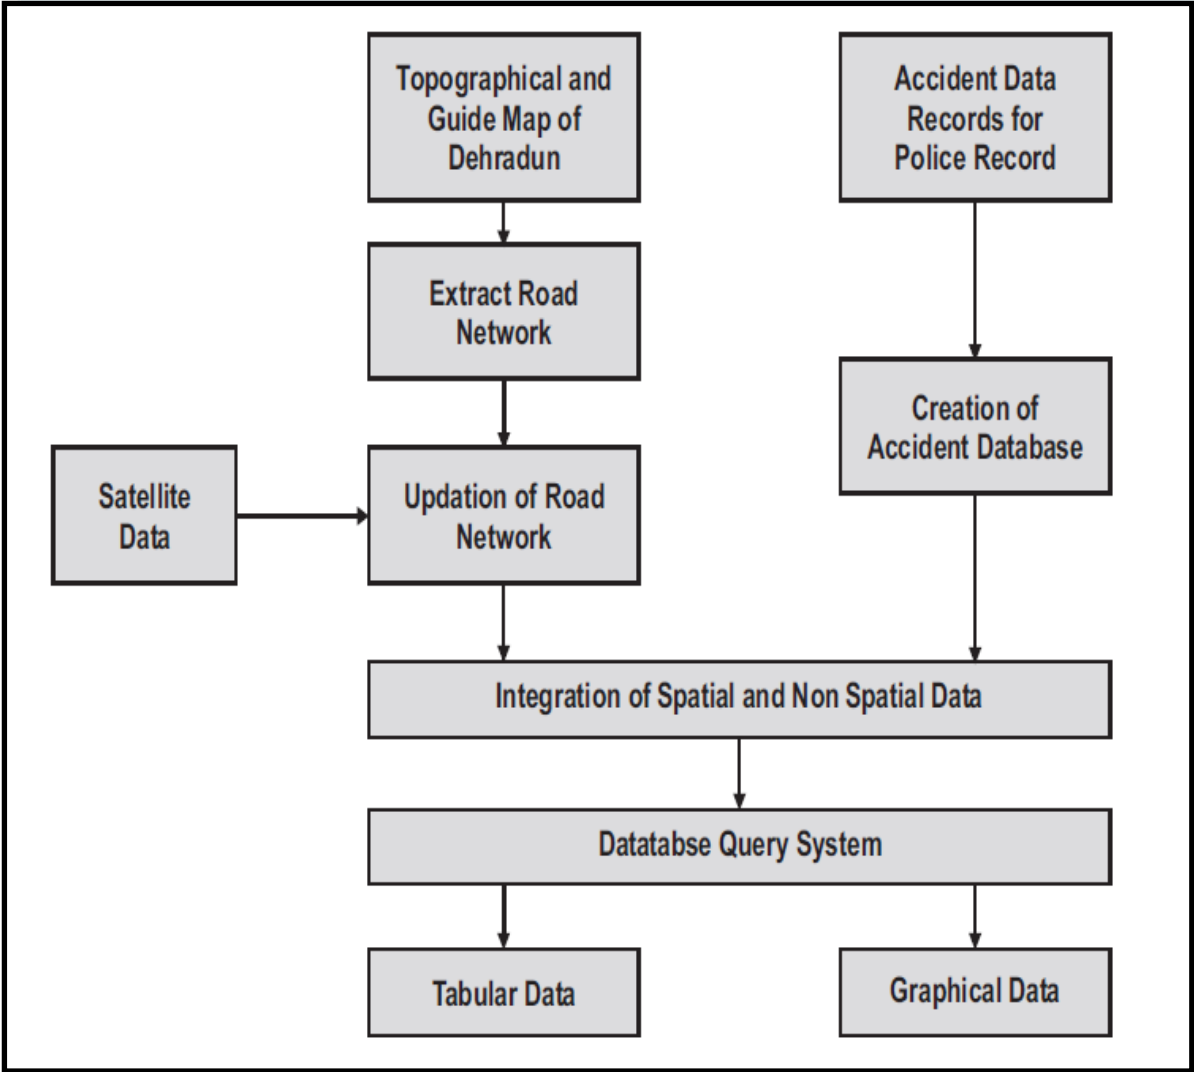 Topographical and
Guide Map of
Dehradun
Accident Data
Records for
Police Record
Extract Road
Network
Creation of
Accident Database
Satellite
Data
Updation of Road
Network
Integration of Spatial and Non Spatial Data
Datatabse Query System
Tabular Data
Graphical Data